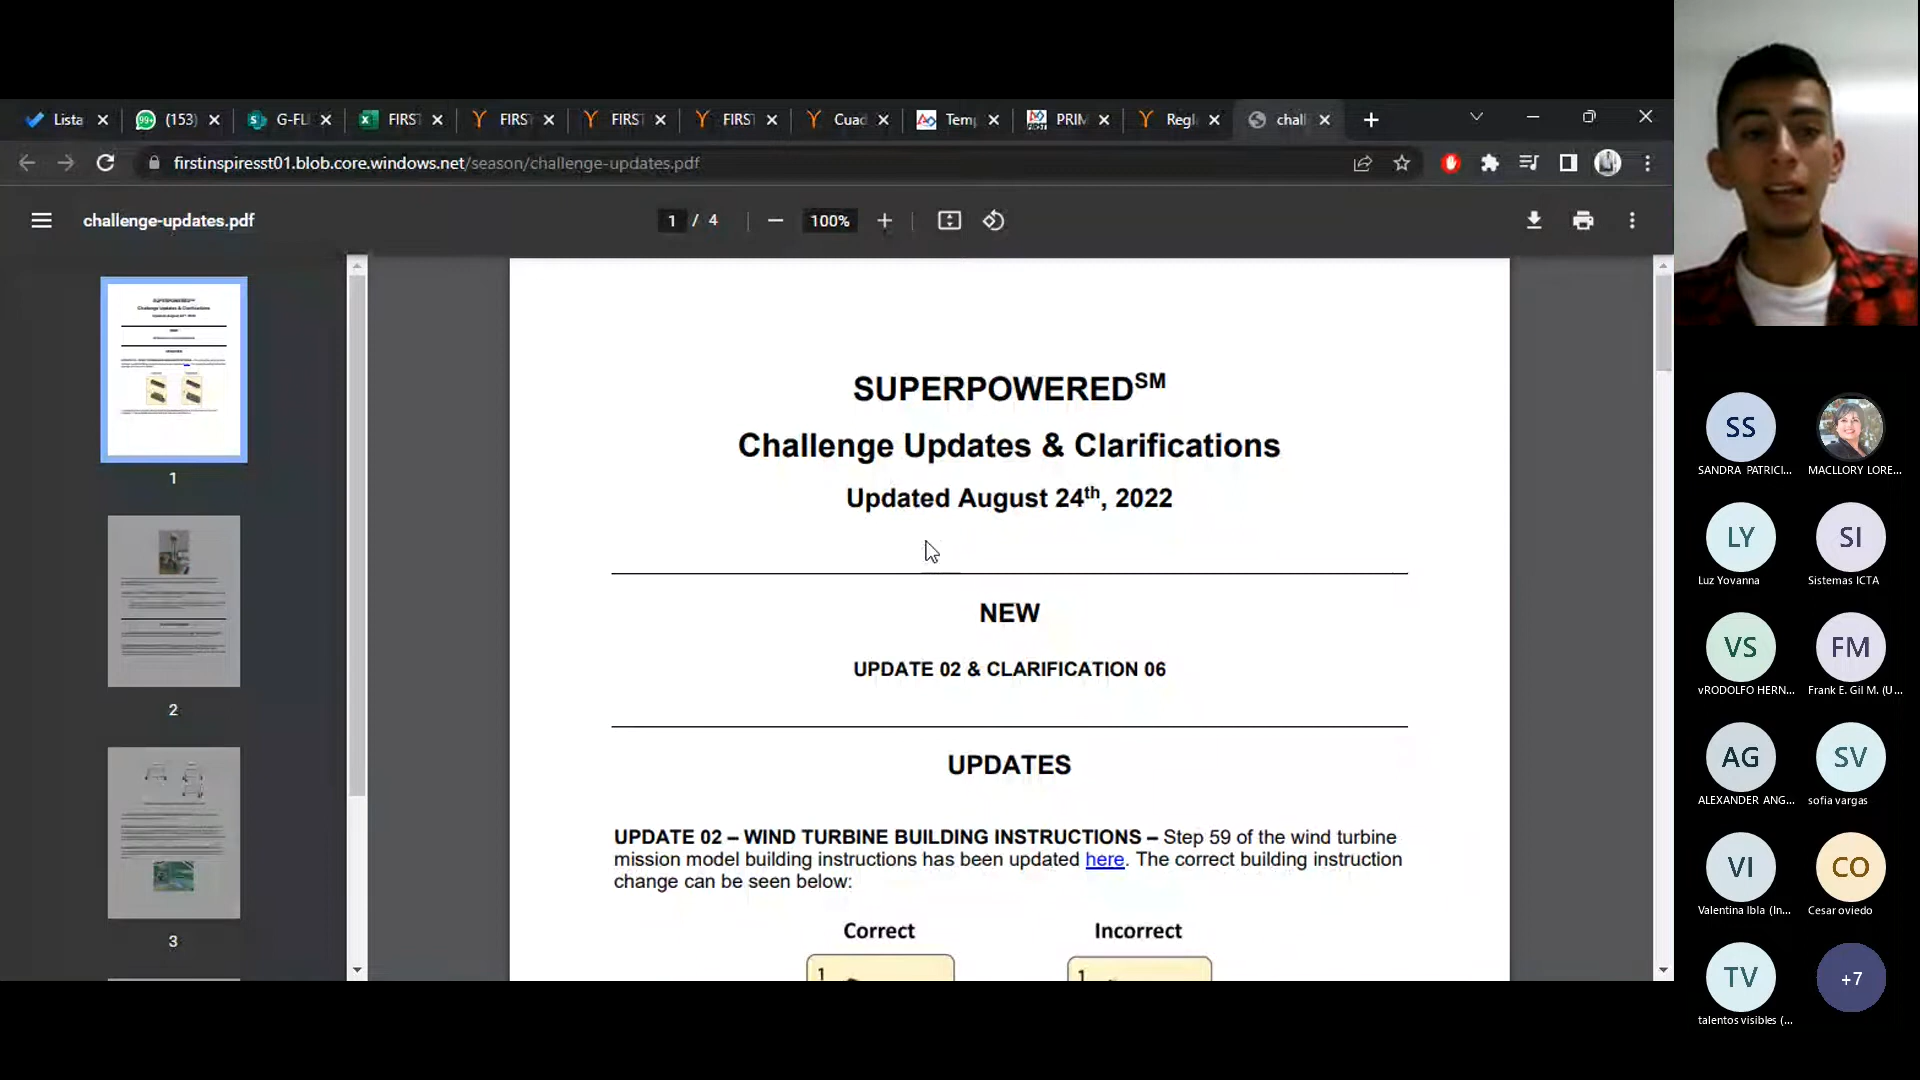 Lista
(153)
G-FL
FIRST
FIRS
FIRST
FIRST
Cuad
Temp
PRIM
Regl
chall
firstinspiresst01.blob.core.windows.net/season/challenge-updates.pdf
challenge-updates.pdf
1 / 4
100%
1
2
3
SUPERPOWERED℠
Challenge Updates & Clarifications
Updated August 24th, 2022
NEW
UPDATE 02 & CLARIFICATION 06
UPDATES
UPDATE 02 – WIND TURBINE BUILDING INSTRUCTIONS – Step 59 of the wind turbine
mission model building instructions has been updated here. The correct building instruction
change can be seen below:
Correct
Incorrect
1
1
SS
SANDRA PATRICI...
MACLLORY LORE...
LY
Luz Yovanna
SI
Sistemas ICTA
VS
vRODOLFO HERN...
FM
Frank E. Gil M. (U...
AG
ALEXANDER ANG...
SV
sofia vargas
VI
Valentina Ibla (In...
CO
Cesar oviedo
TV
talentos visibles (...
+7